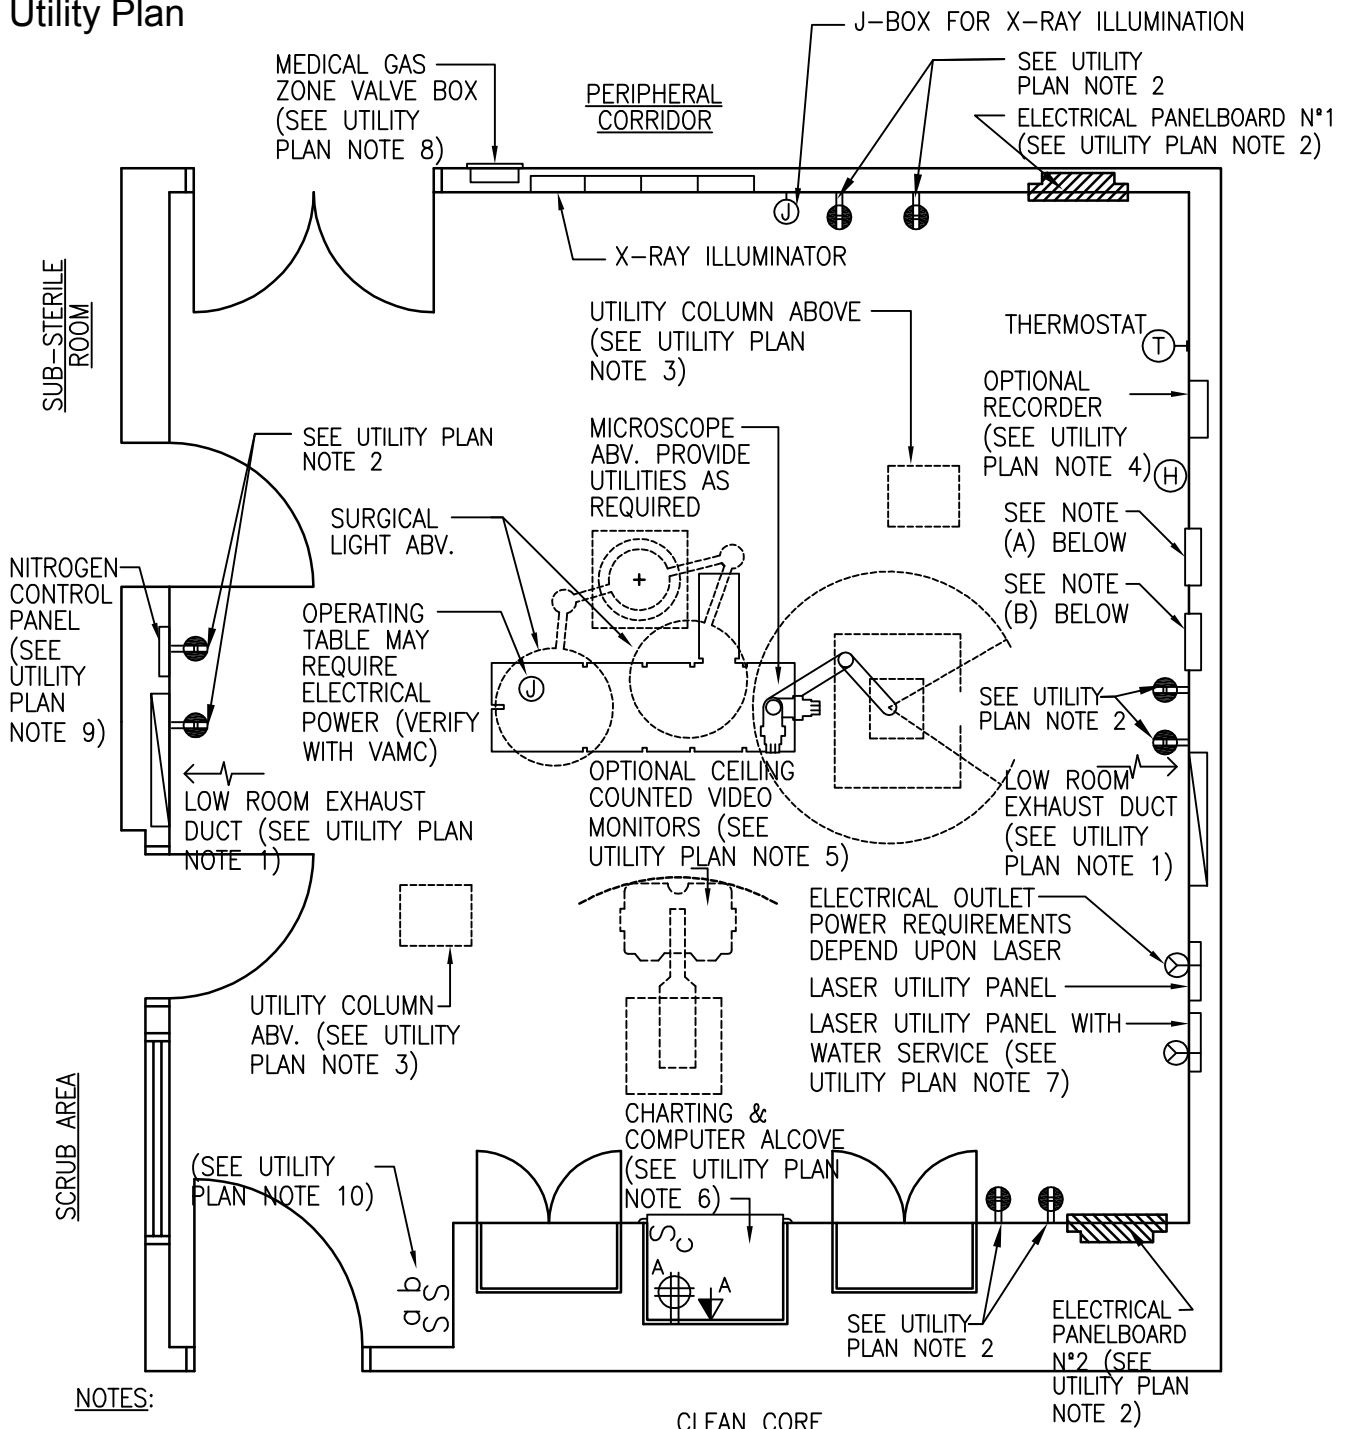 Utility Plan
J-BOX FOR X-RAY ILLUMINATION
MEDICAL GAS
ZONE VALVE BOX
(SEE UTILITY
PLAN NOTE 8)
PERIPHERAL
CORRIDOR
SEE UTILITY
PLAN NOTE 2
ELECTRICAL PANELBOARD N°1
(SEE UTILITY PLAN NOTE 2)
J
X-RAY ILLUMINATOR
SUB-STERILE
ROOM
UTILITY COLUMN ABOVE
(SEE UTILITY PLAN
NOTE 3)
THERMOSTAT
T
OPTIONAL
RECORDER
(SEE UTILITY
PLAN NOTE 4)
H
SEE UTILITY PLAN
NOTE 2
MICROSCOPE
ABV. PROVIDE
UTILITIES AS
REQUIRED
SURGICAL
LIGHT ABV.
SEE NOTE
(A) BELOW
SEE NOTE
(B) BELOW
NITROGEN
CONTROL
PANEL
(SEE
UTILITY
PLAN
NOTE 9)
OPERATING
TABLE MAY
REQUIRE
ELECTRICAL
POWER (VERIFY
WITH VAMC)
J
SEE UTILITY
PLAN NOTE 2
LOW ROOM EXHAUST
DUCT (SEE UTILITY PLAN
NOTE 1)
OPTIONAL CEILING
COUNTED VIDEO
MONITORS (SEE
UTILITY PLAN NOTE 5)
LOW ROOM
EXHAUST DUCT
(SEE UTILITY
PLAN NOTE 1)
ELECTRICAL OUTLET
POWER REQUIREMENTS
DEPEND UPON LASER
LASER UTILITY PANEL
LASER UTILITY PANEL WITH
WATER SERVICE (SEE
UTILITY PLAN NOTE 7)
UTILITY COLUMN
ABV. (SEE UTILITY
PLAN NOTE 3)
SCRUB AREA
CHARTING &
COMPUTER ALCOVE
(SEE UTILITY PLAN
NOTE 6)
(SEE UTILITY
PLAN NOTE 10)
S C
A
A
a b
S S
SEE UTILITY
PLAN NOTE 2
ELECTRICAL
PANELBOARD
N°2 (SEE
UTILITY PLAN
NOTE 2)
NOTES:
CLEAN CORE